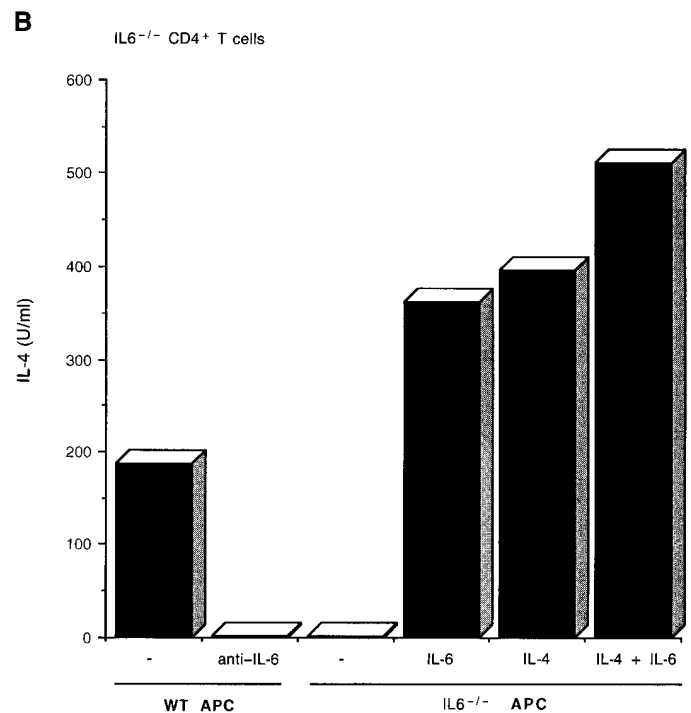 B
IL6⁻/⁻ CD4⁺ T cells
600
500
400
300
200
100
0
IL-4 (U/ml)
- anti–IL-6 - IL-6 IL-4 IL-4 + IL-6
WT APC IL6⁻/⁻ APC